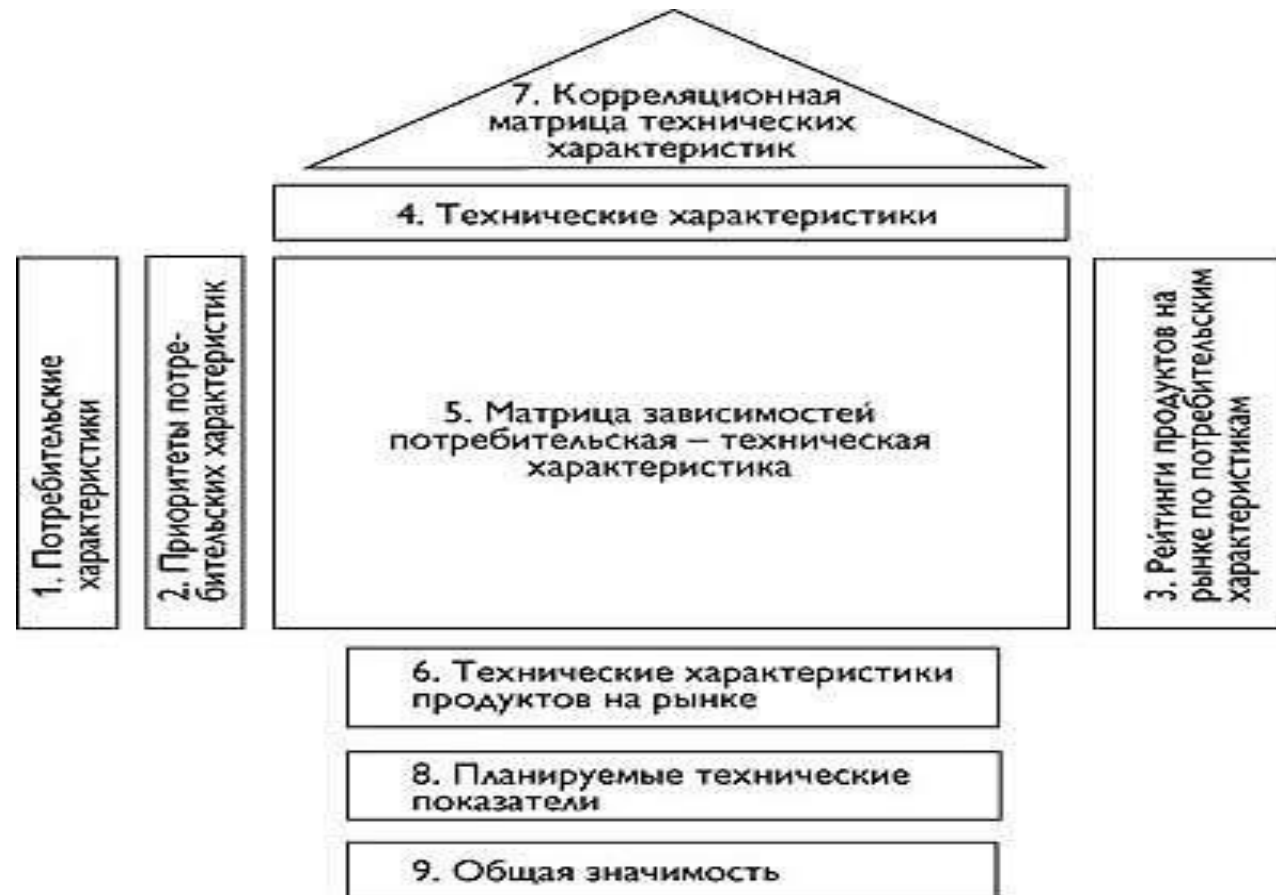 7. Корреляционная
матрица технических
характеристик
4. Технические характеристики
1. Потребительские
характеристики
2. Приоритеты потре-
бительских характеристик
5. Матрица зависимостей
потребительская – техническая
характеристика
3. Рейтинги продуктов на
рынке по потребительским
характеристикам
6. Технические характеристики
продуктов на рынке
8. Планируемые технические
показатели
9. Общая значимость